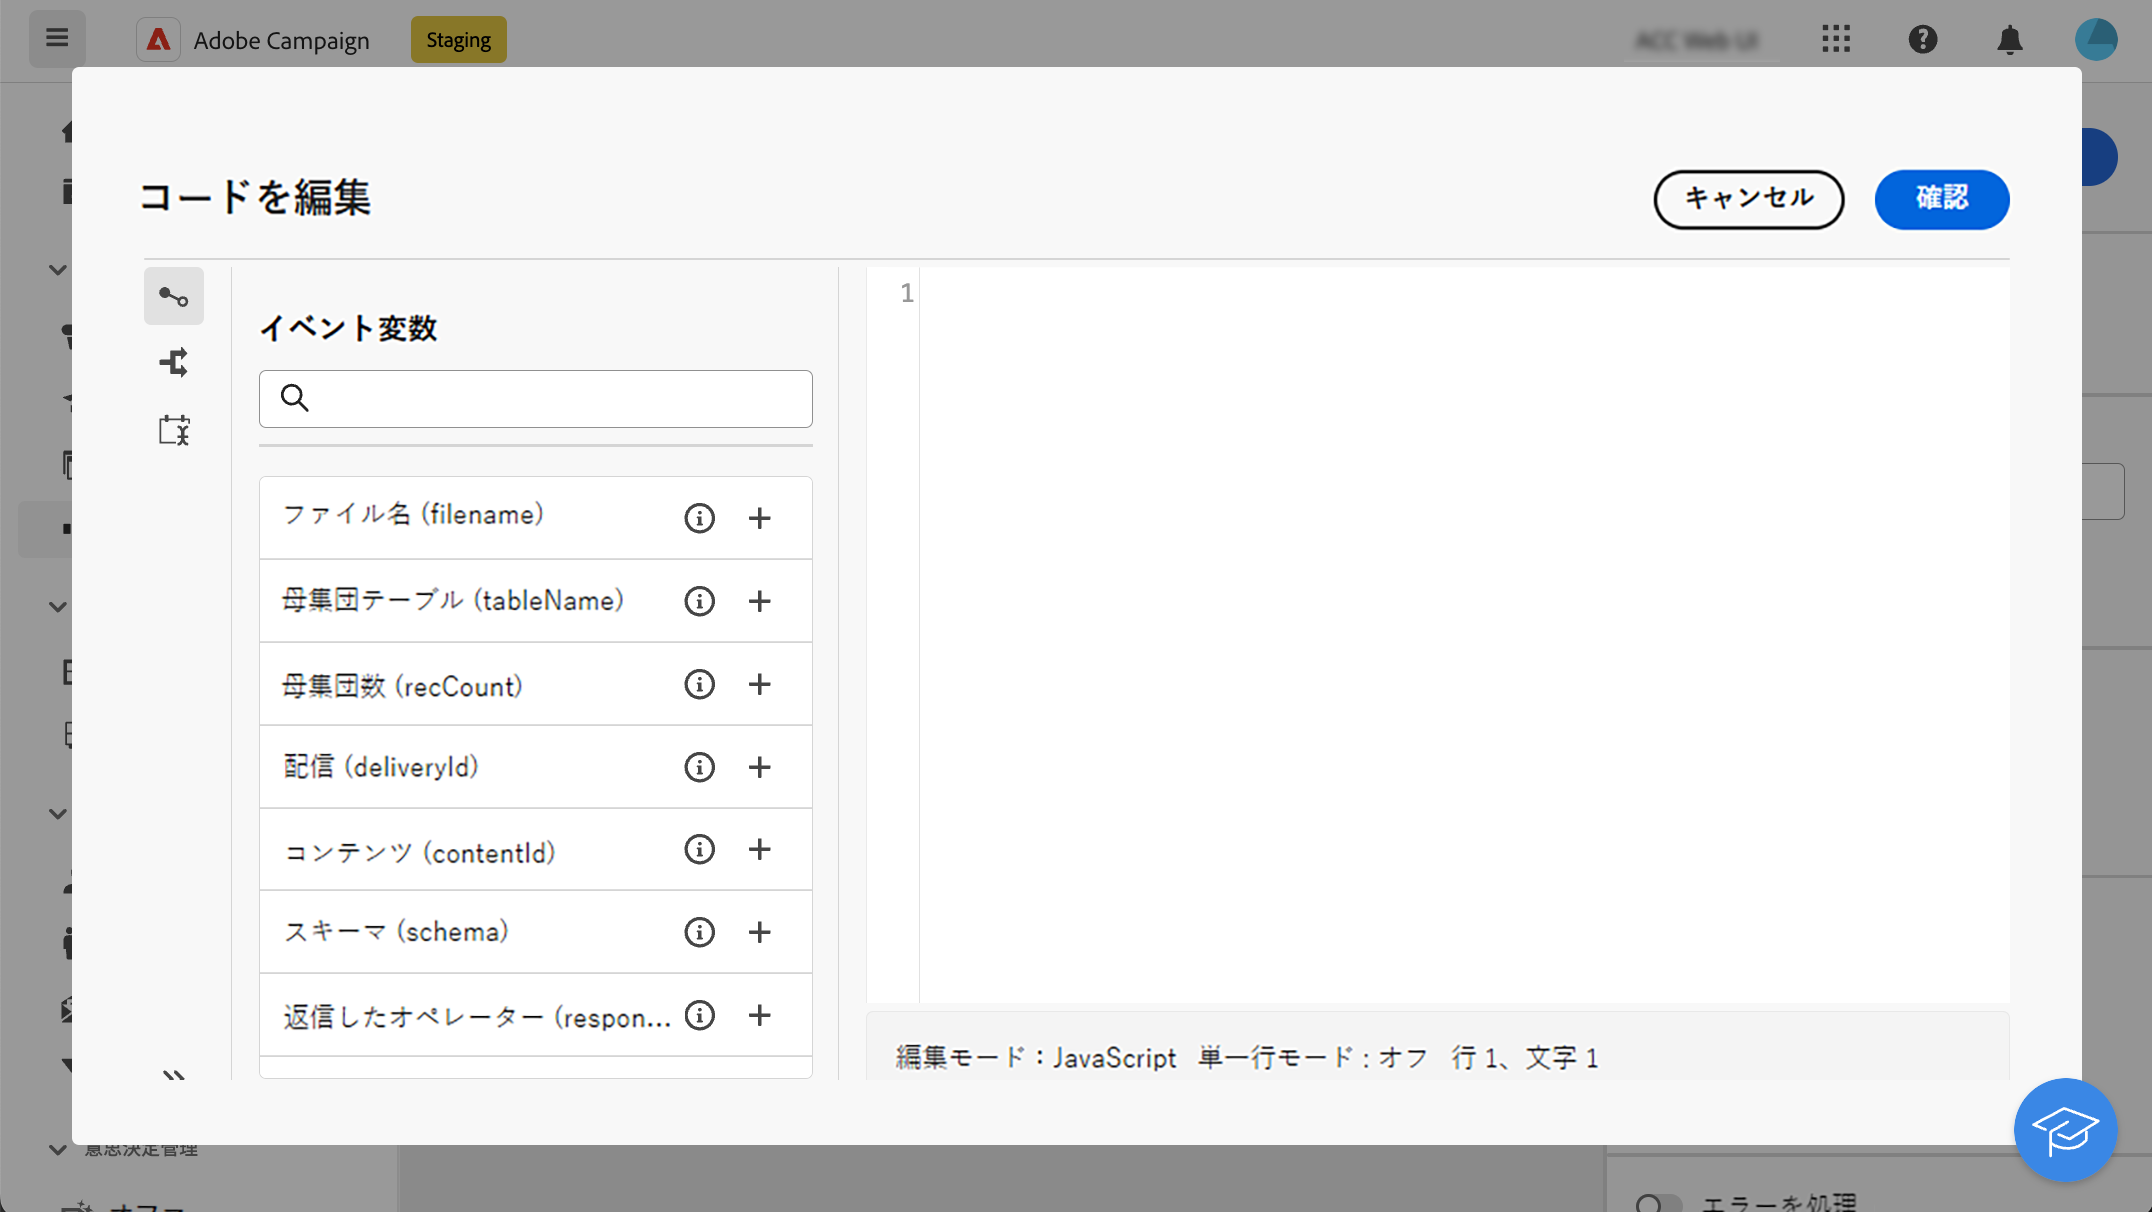 Adobe Campaign
Staging
コードを編集
キャンセル
確認
イベント変数
1
ファイル名 (filename)
母集団テーブル (tableName)
母集団数 (recCount)
配信 (deliveryId)
コンテンツ (contentId)
スキーマ (schema)
返信したオペレーター (respon...
編集モード：JavaScript 単一行モード : オフ 行 1、文字 1
意思決定管理
エラーを処理